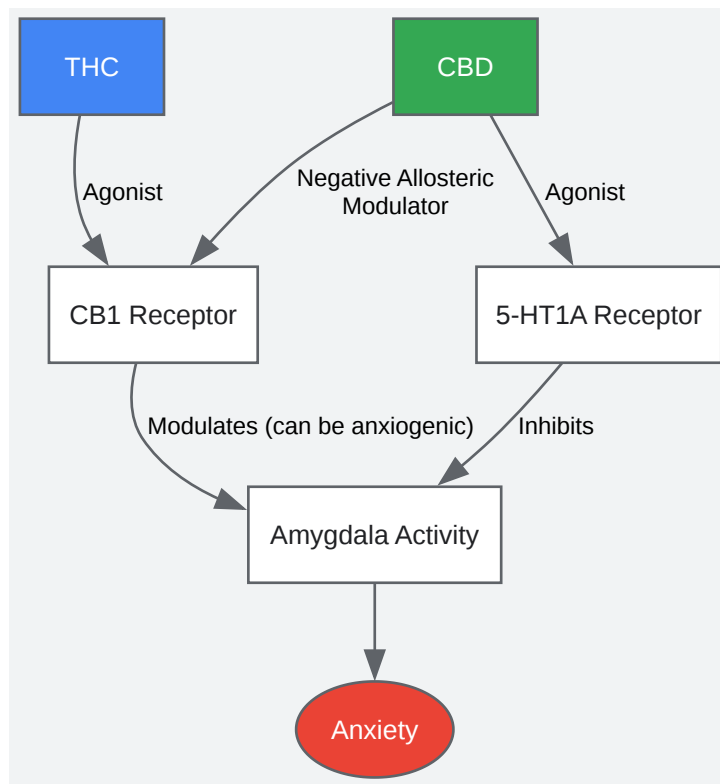 THC
CBD
Agonist
Negative Allosteric
Modulator
Agonist
CB1 Receptor
5-HT1A Receptor
Modulates (can be anxiogenic)
Inhibits
Amygdala Activity
Anxiety